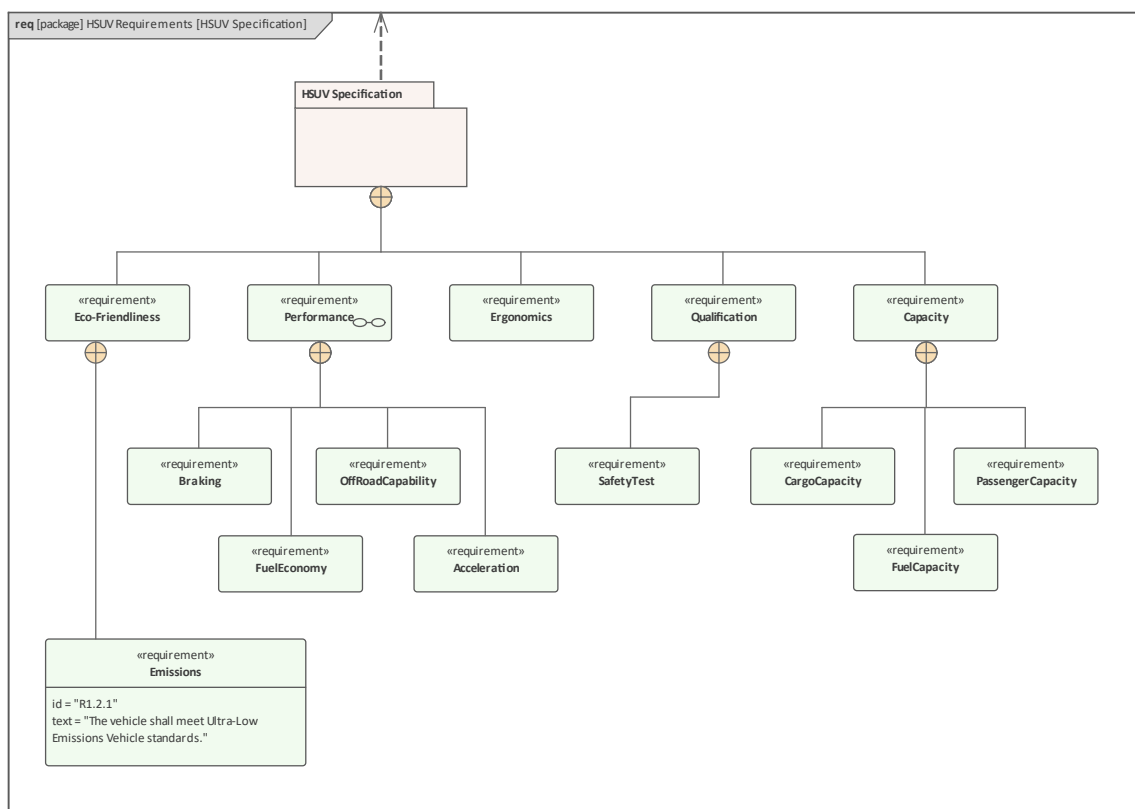 req [package] HSUV Requirements [HSUV Specification]
HSUV Specification
«requirement»
Eco-Friendliness
«requirement»
Performance
«requirement»
Ergonomics
«requirement»
Qualification
«requirement»
Capacity
«requirement»
Braking
«requirement»
OffRoadCapability
«requirement»
SafetyTest
«requirement»
CargoCapacity
«requirement»
PassengerCapacity
«requirement»
FuelEconomy
«requirement»
Acceleration
«requirement»
FuelCapacity
«requirement»
Emissions
id = "R1.2.1"
text = "The vehicle shall meet Ultra-Low
Emissions Vehicle standards."